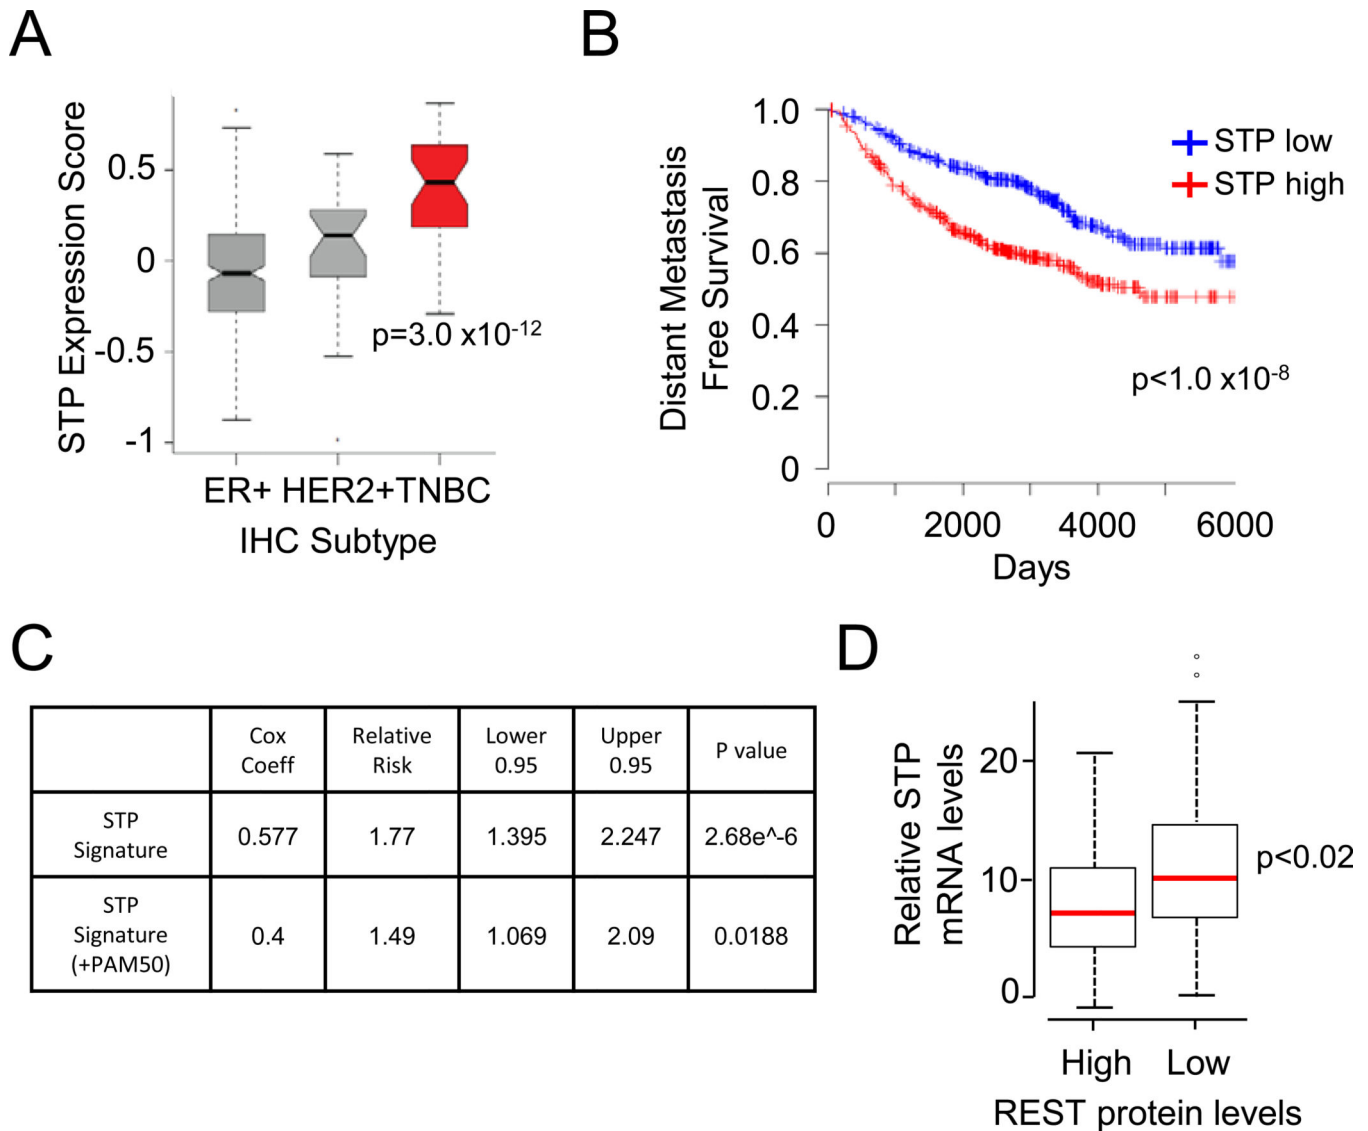 A
STP Expression Score
0.5
0
-0.5
-1
p=3.0 x10-12
ER+ HER2+TNBC
IHC Subtype
B
Distant Metastasis
Free Survival
1.0
0.8
0.6
0.4
0.2
0
STP low
STP high
p<1.0 x10-8
0 2000 4000 6000
Days
C
Cox
Coeff
Relative
Risk
Lower
0.95
Upper
0.95
P value
STP
Signature
0.577
1.77
1.395
2.247
2.68e^-6
STP
Signature
(+PAM50)
0.4
1.49
1.069
2.09
0.0188
D
Relative STP
mRNA levels
20
10
0
p<0.02
High Low
REST protein levels